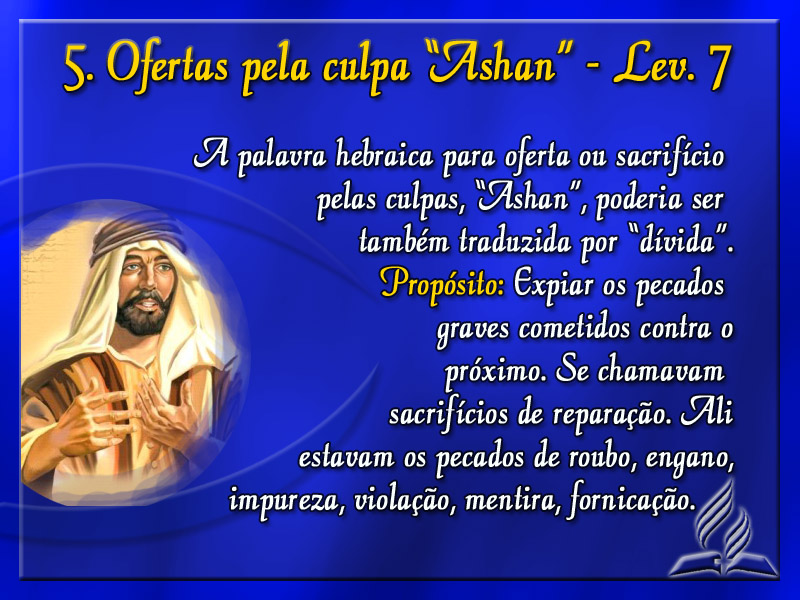 5. Ofertas pela culpa “Ashan” - Lev. 7
A palavra hebraica para oferta ou sacrifício
pelas culpas, “Ashan”, poderia ser
também traduzida por “dívida”.
Propósito: Expiar os pecados
graves cometidos contra o
próximo. Se chamavam
sacrifícios de reparação. Ali
estavam os pecados de roubo, engano,
impureza, violação, mentira, fornicação.